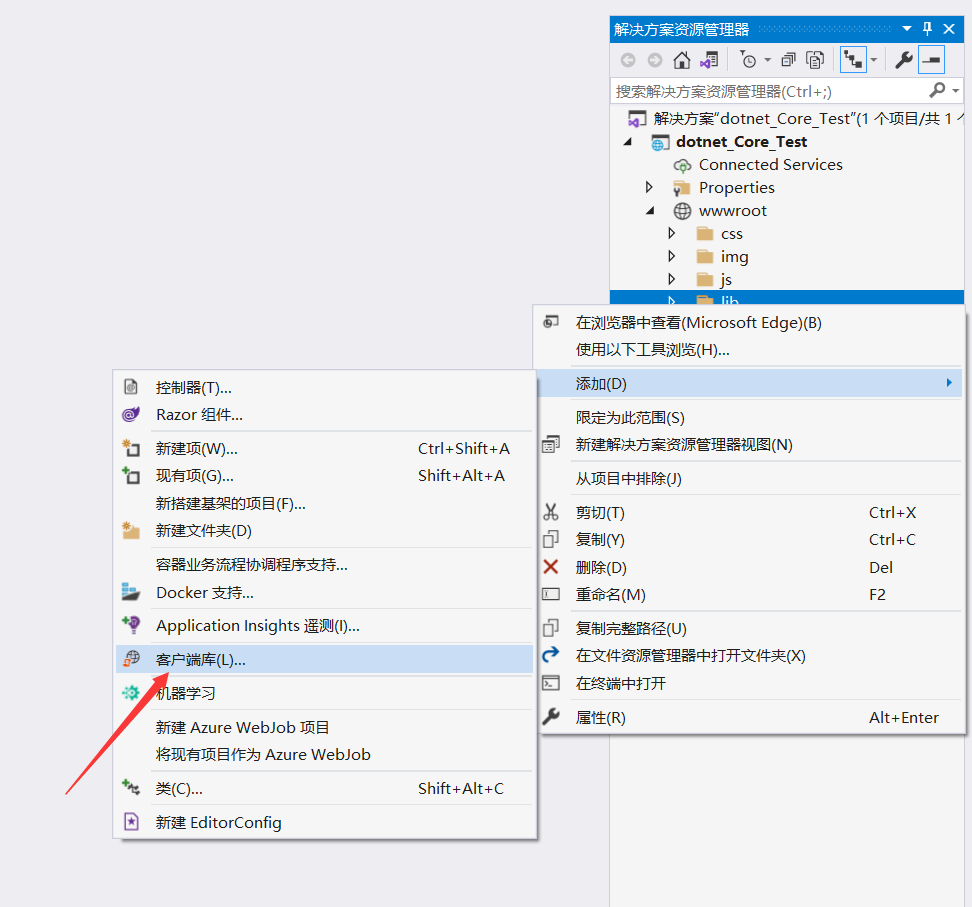 解决方案资源管理器
搜索解决方案资源管理器(Ctrl+;)
解决方案"dotnet_Core_Test"(1 个项目/共 1 个
dotnet_Core_Test
Connected Services
Properties
wwwroot
css
img
js
lib
在浏览器中查看(Microsoft Edge)(B)
使用以下工具浏览(H)...
添加(D)
限定为此范围(S)
新建解决方案资源管理器视图(N)
从项目中排除(J)
剪切(T) Ctrl+X
复制(Y) Ctrl+C
删除(D) Del
重命名(M) F2
复制完整路径(U)
在文件资源管理器中打开文件夹(X)
在终端中打开
属性(R) Alt+Enter
控制器(T)...
Razor 组件...
新建项(W)... Ctrl+Shift+A
现有项(G)... Shift+Alt+A
新搭建基架的项目(F)...
新建文件夹(D)
容器业务流程协调程序支持...
Docker 支持...
Application Insights 遥测(I)...
客户端库(L)...
机器学习
新建 Azure WebJob 项目
将现有项目作为 Azure WebJob
类(C)... Shift+Alt+C
新建 EditorConfig